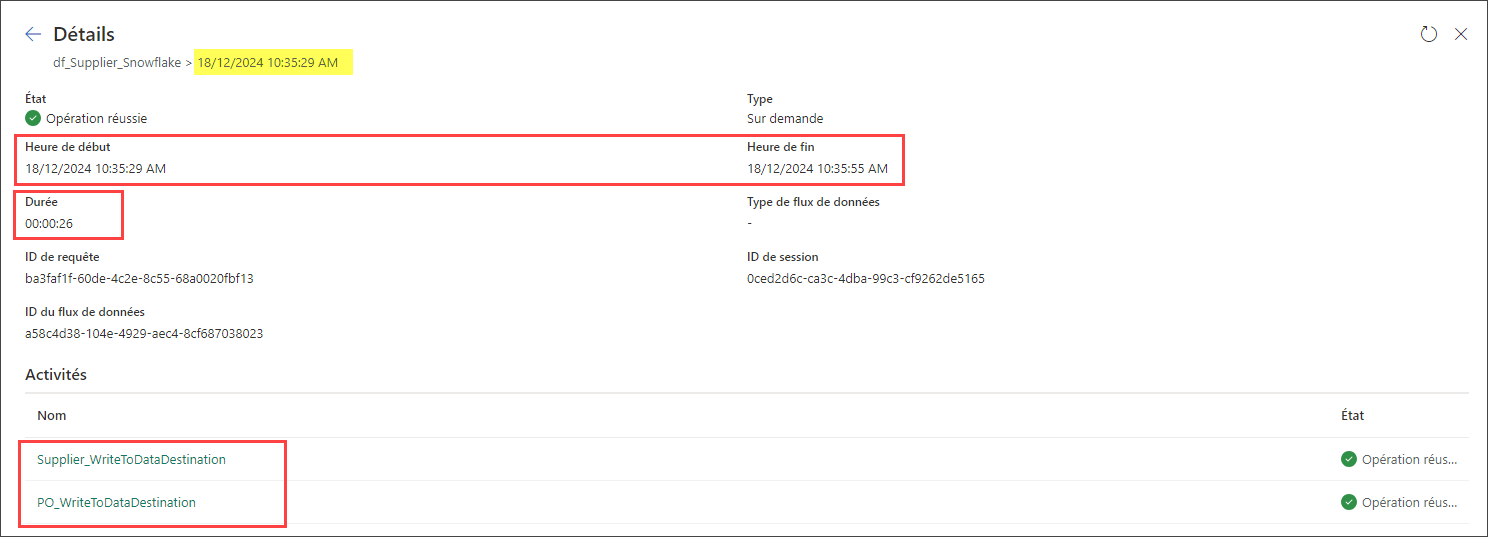 Détails
df_Supplier_Snowflake > 18/12/2024 10:35:29 AM
État Type
Opération réussie Sur demande
Heure de début Heure de fin
18/12/2024 10:35:29 AM 18/12/2024 10:35:55 AM
Durée Type de flux de données
00:00:26 -
ID de requête ID de session
ba3faf1f-60de-4c2e-8c55-68a0020fbf13 0ced2d6c-ca3c-4dba-99c3-cf9262de5165
ID du flux de données
a58c4d38-104e-4929-aec4-8cf687038023
Activités
Nom État
Supplier_WriteToDataDestination Opération réus...
PO_WriteToDataDestination Opération réus...